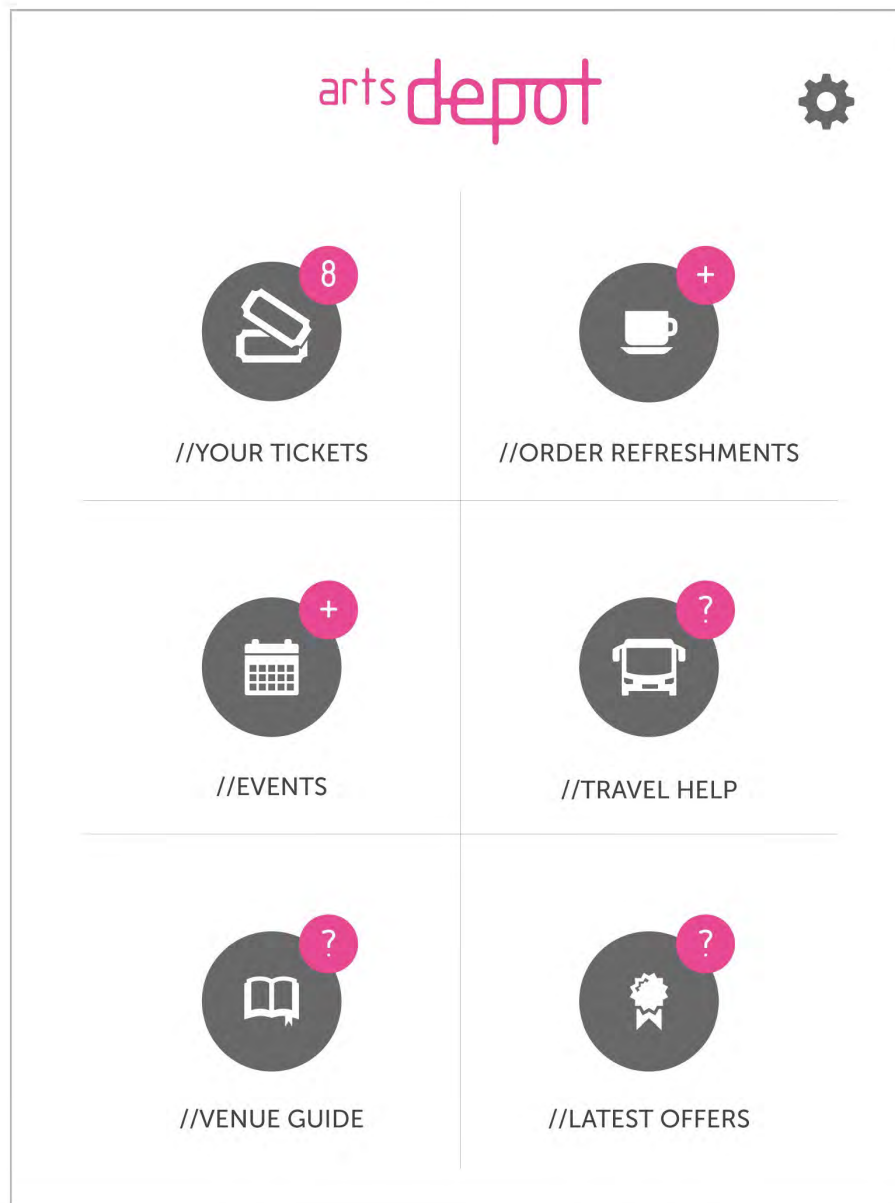 arts depot
8
+
//YOUR TICKETS
//ORDER REFRESHMENTS
+
?
//EVENTS
//TRAVEL HELP
?
?
//VENUE GUIDE
//LATEST OFFERS